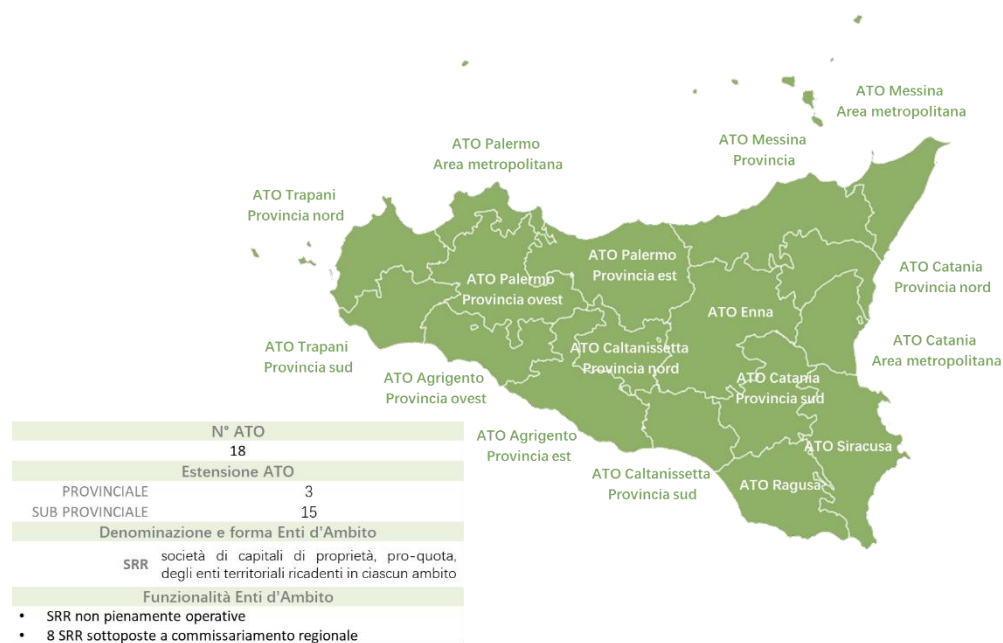 ATO Messina
Area metropolitana
ATO Messina
Provincia
ATO Palermo
Area metropolitana
ATO Trapani
Provincia nord
ATO Palermo
Provincia est
ATO Palermo
Provincia ovest
ATO Catania
Provincia nord
ATO Enna
ATO Trapani
Provincia sud
ATO Caltanissetta
Provincia nord
ATO Catania
Area metropolitana
ATO Agrigento
Provincia ovest
ATO Catania
Provincia sud
ATO Agrigento
Provincia est
ATO Siracusa
ATO Caltanissetta
Provincia sud
ATO Ragusa
N° ATO
18
Estensione ATO
PROVINCIALE 3
SUB PROVINCIALE 15
Denominazione e forma Enti d'Ambito
SRR società di capitali di proprietà, pro-quota,
degli enti territoriali ricadenti in ciascun ambito
Funzionalità Enti d'Ambito
• SRR non pienamente operative
• 8 SRR sottoposte a commissariamento regionale